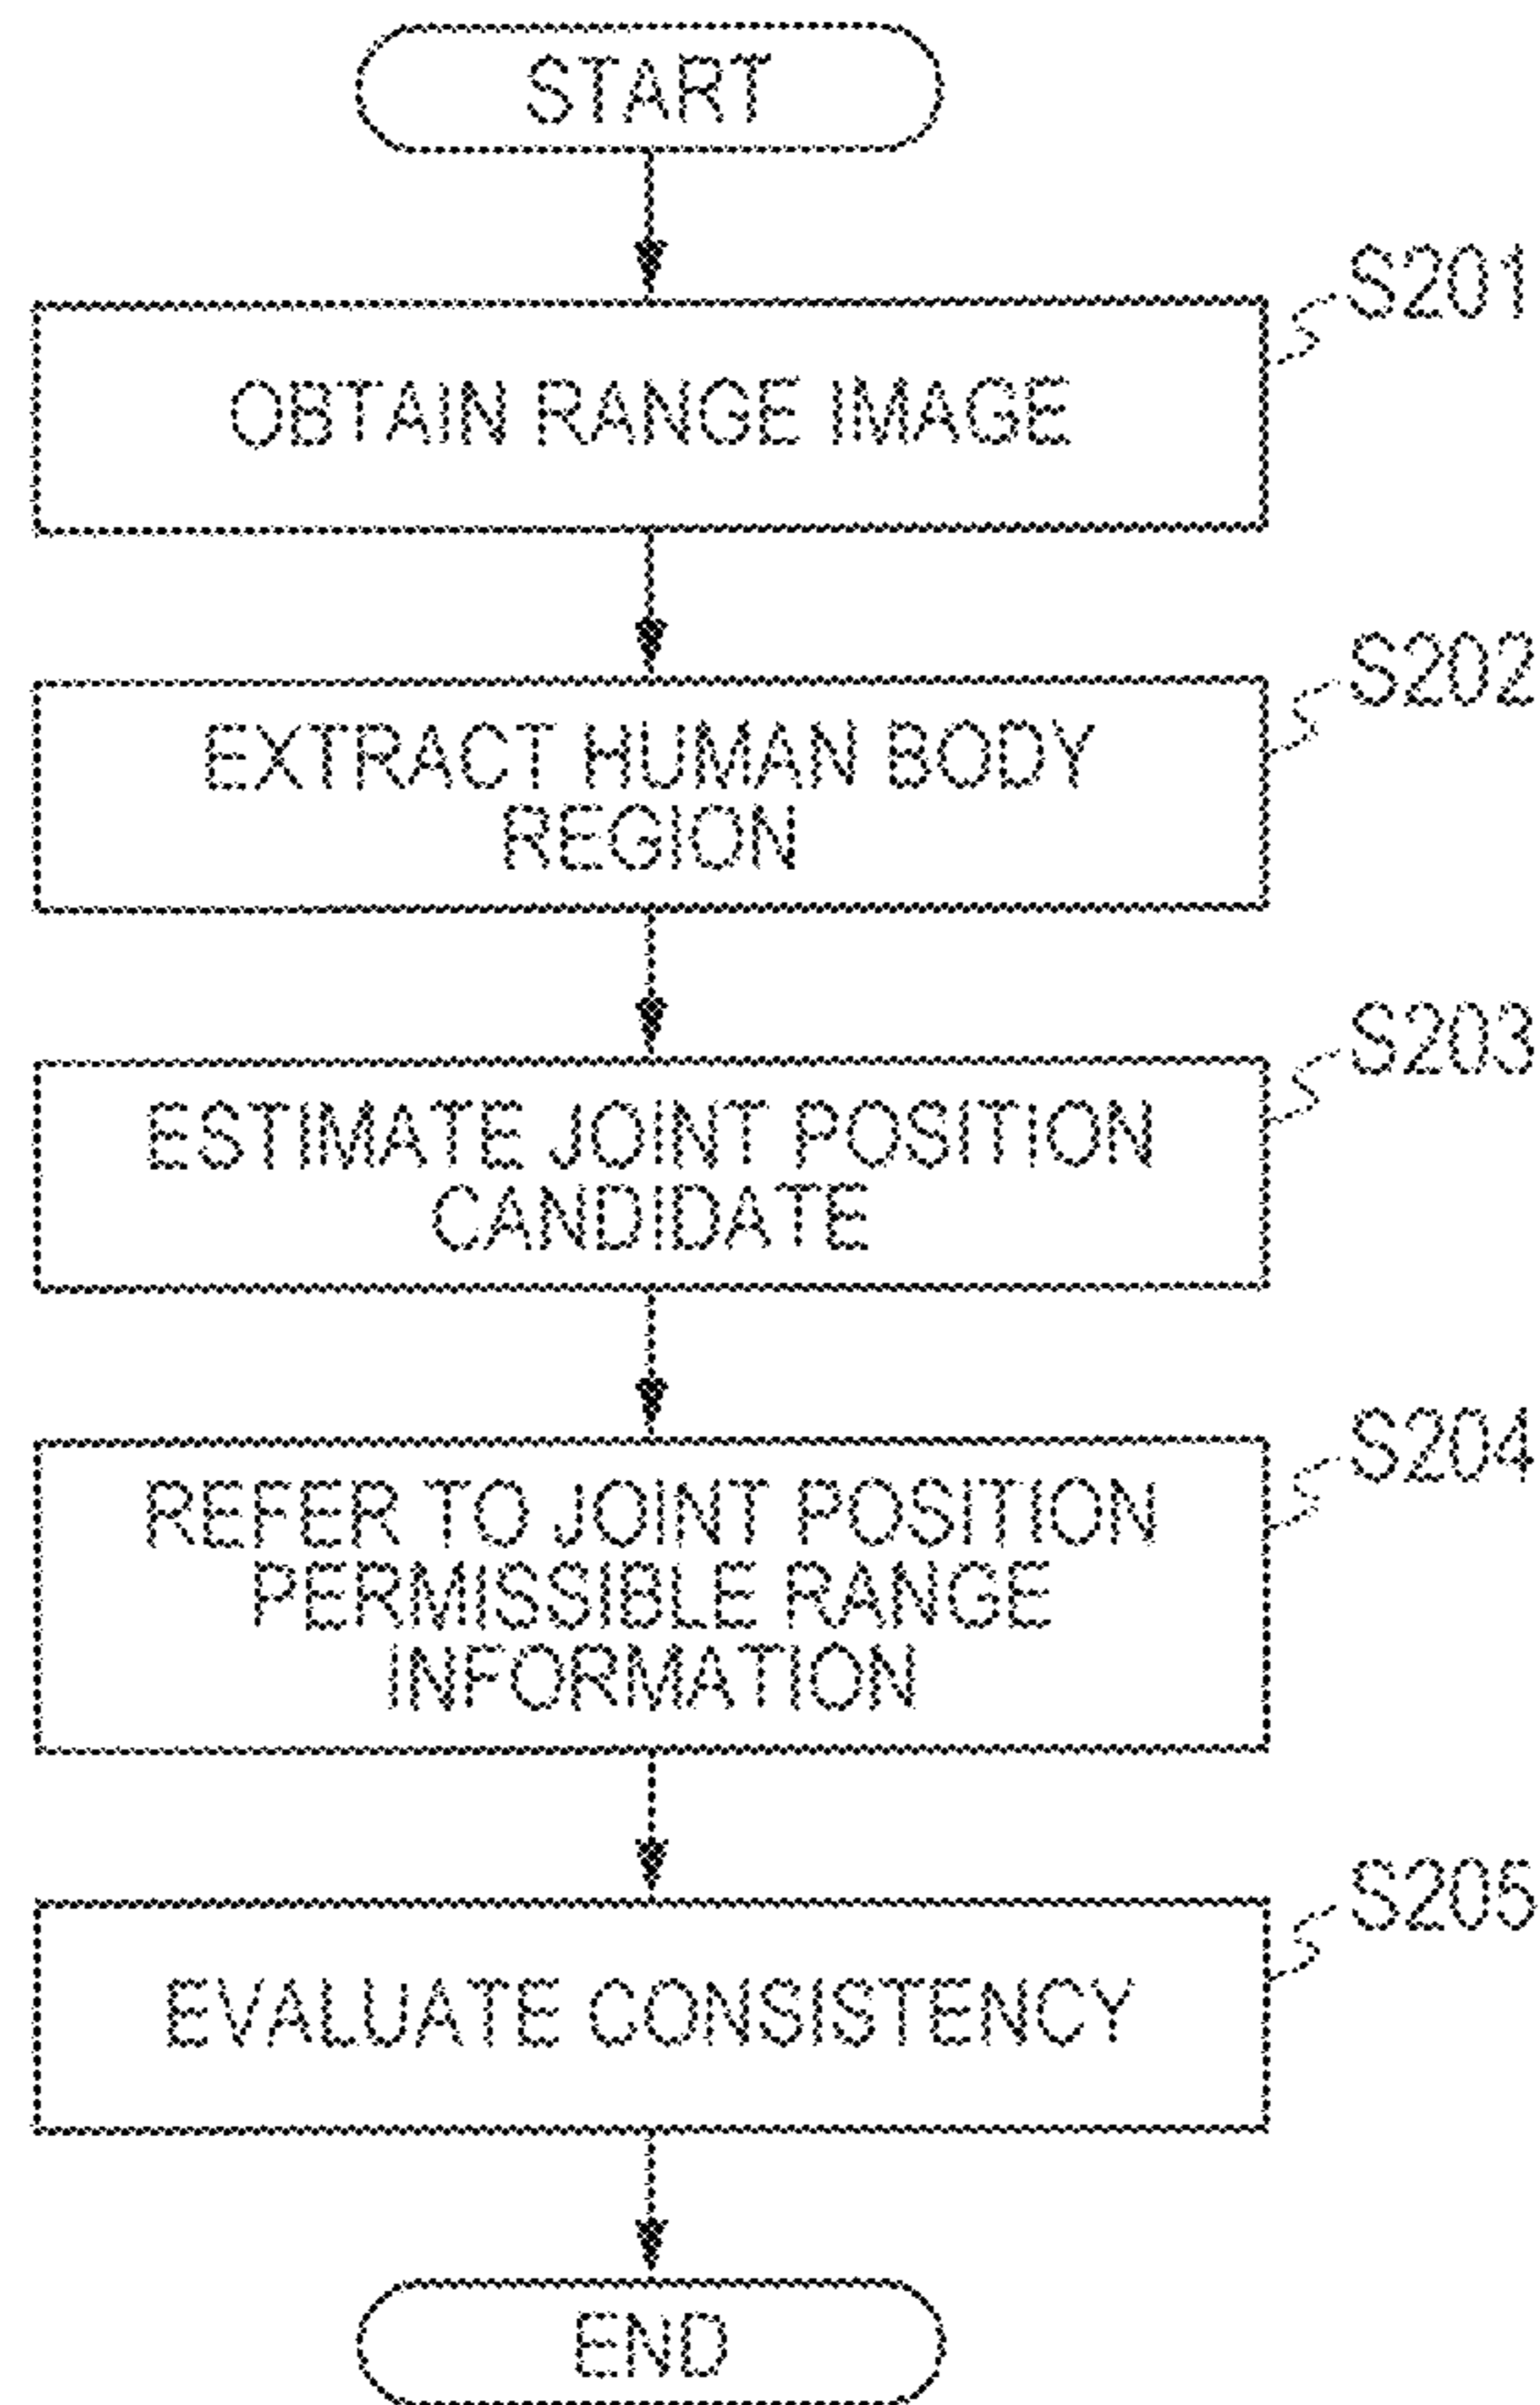 START
S201
OBTAIN RANGE IMAGE
S202
EXTRACT HUMAN BODY
REGION
S203
ESTIMATE JOINT POSITION
CANDIDATE
S204
REFER TO JOINT POSITION
PERMISSIBLE RANGE
INFORMATION
S205
EVALUATE CONSISTENCY
END